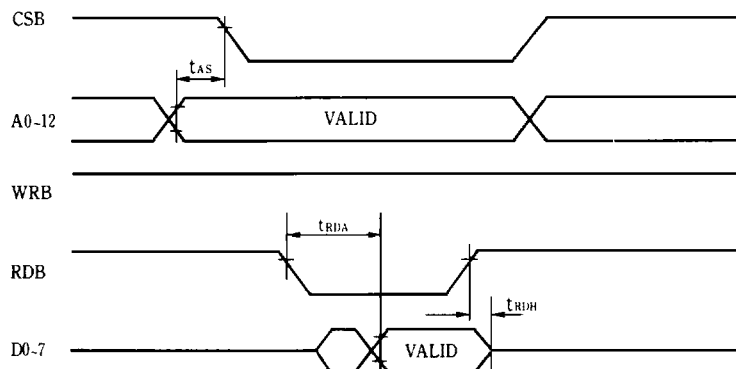 CSB
tAS
A0~12
VALID
WRB
tRDA
RDB
tRDH
D0~7
VALID